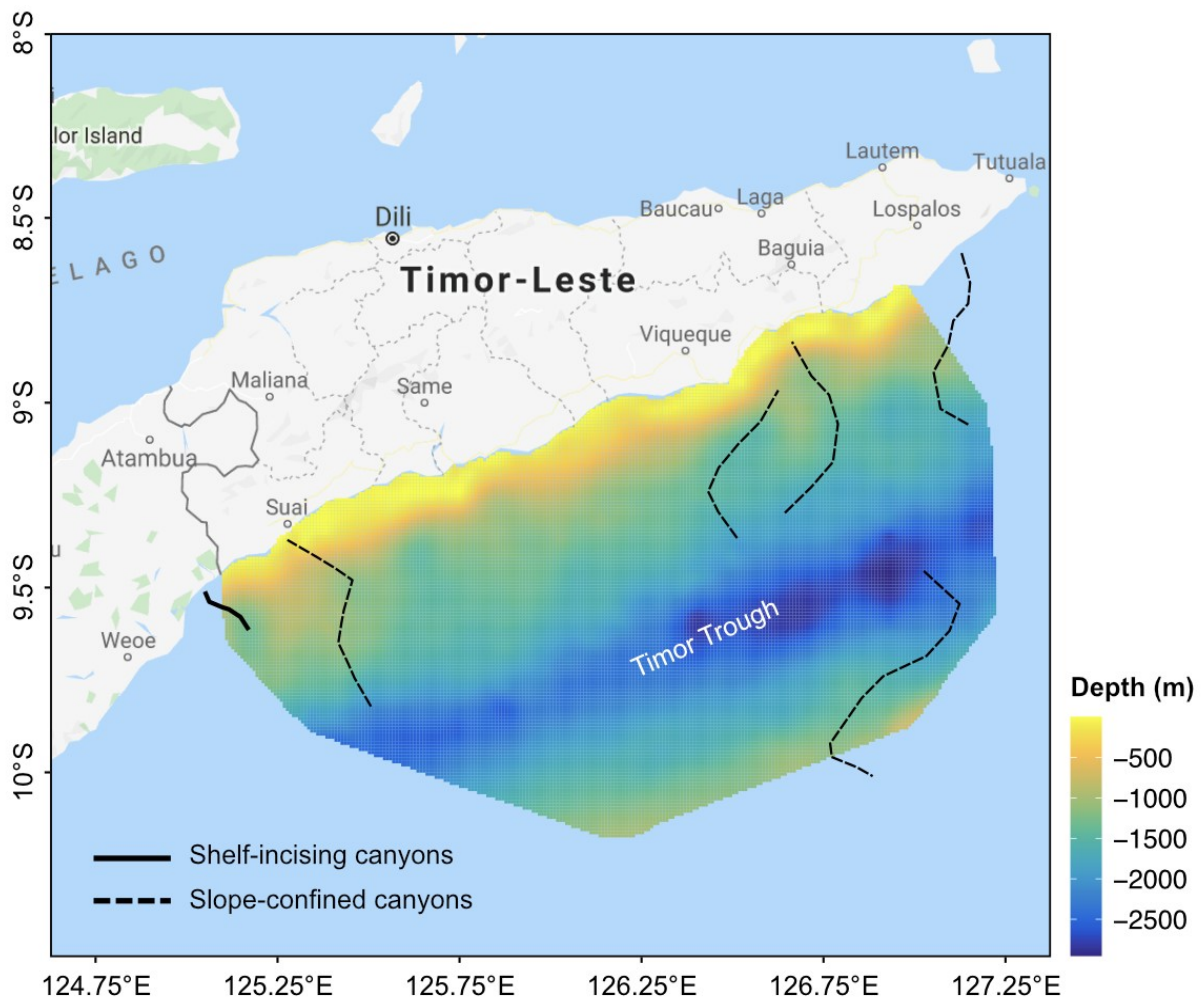 8°S
8.5°S
9°S
9.5°S
10°S
lor Island
ELAGO
Dili
Timor-Leste
Lautem
Tutuala
Baucau
Laga
Lospalos
Baguia
Viqueque
Maliana
Same
Atambua
Suai
u
Weoe
Timor Trough
Shelf-incising canyons
Slope-confined canyons
Depth (m)
−500
−1000
−1500
−2000
−2500
124.75°E
125.25°E
125.75°E
126.25°E
126.75°E
127.25°E